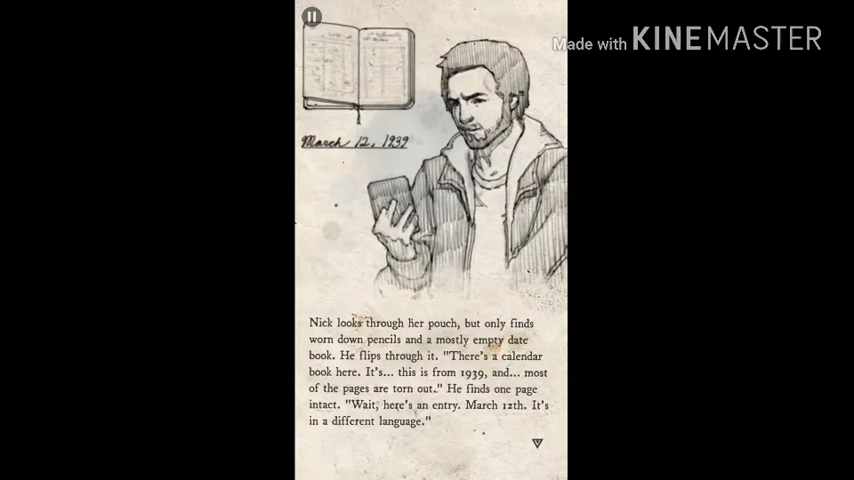 Made with KINEMASTER
March 12, 1939
Nick looks through her pouch, but only finds
worn down pencils and a mostly empty date
book. He flips through it. "There's a calendar
book here. It's... this is from 1939, and... most
of the pages are torn out." He finds one page
intact. "Wait, here's an entry. March 12th. It's
in a different language."